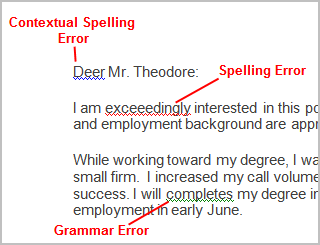 Contextual Spelling
Error
Deer Mr. Theodore:
Spelling Error
I am exceeedingly interested in this po
and employment background are appr
While working toward my degree, I wa
small firm.  I increased my call volume
success. I will completes my degree in
employment in early June.
Grammar Error